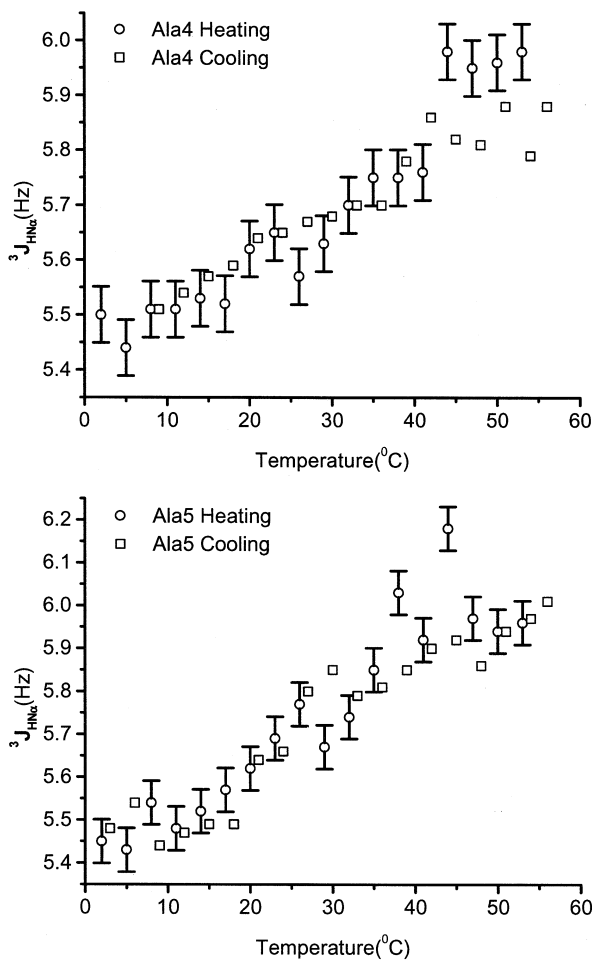 Ala4 Heating
Ala4 Cooling
6.0
5.9
5.8
5.7
5.6
5.5
5.4
³J_HNα(Hz)
0 10 20 30 40 50 60
Temperature(⁰C)
Ala5 Heating
Ala5 Cooling
6.2
6.1
6.0
5.9
5.8
5.7
5.6
5.5
5.4
³J_HNα(Hz)
0 10 20 30 40 50 60
Temperature(⁰C)